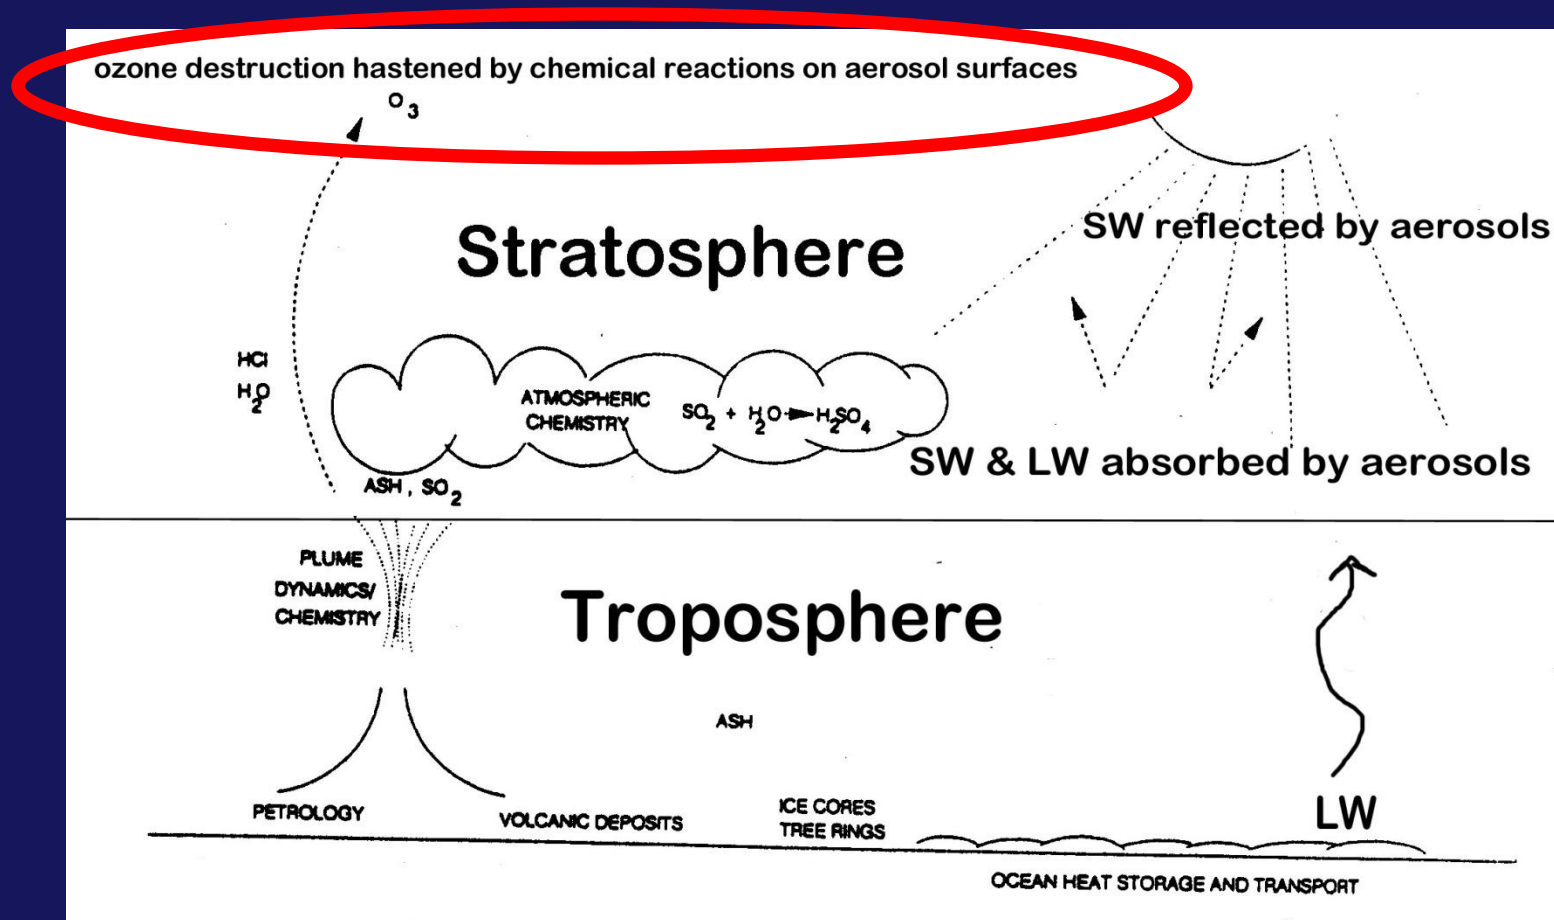 ozone destruction hastened by chemical reactions on aerosol surfaces
O3
SW reflected by aerosols
Stratosphere
HCl
H2O
ATMOSPHERIC
CHEMISTRY
SO2 + H2O → H2SO4
SW & LW absorbed by aerosols
ASH, SO2
PLUME
DYNAMICS/
CHEMISTRY
Troposphere
ASH
PETROLOGY
VOLCANIC DEPOSITS
ICE CORES
TREE RINGS
LW
OCEAN HEAT STORAGE AND TRANSPORT